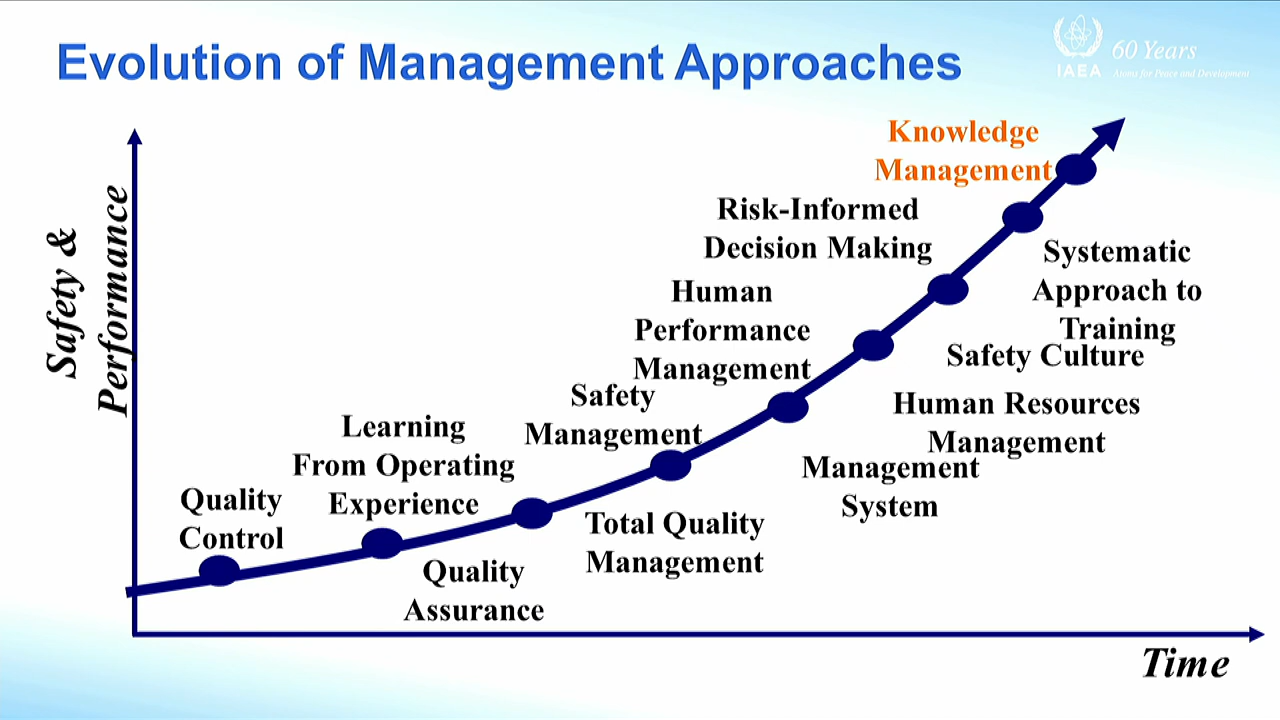 Evolution of Management Approaches
IAEA
60 Years
Atoms for Peace and Development
Safety &
Performance
Knowledge
Management
Risk-Informed
Decision Making
Systematic
Approach to
Training
Human
Performance
Management
Safety Culture
Safety
Management
Human Resources
Management
Learning
From Operating
Experience
Management
System
Quality
Control
Total Quality
Management
Quality
Assurance
Time